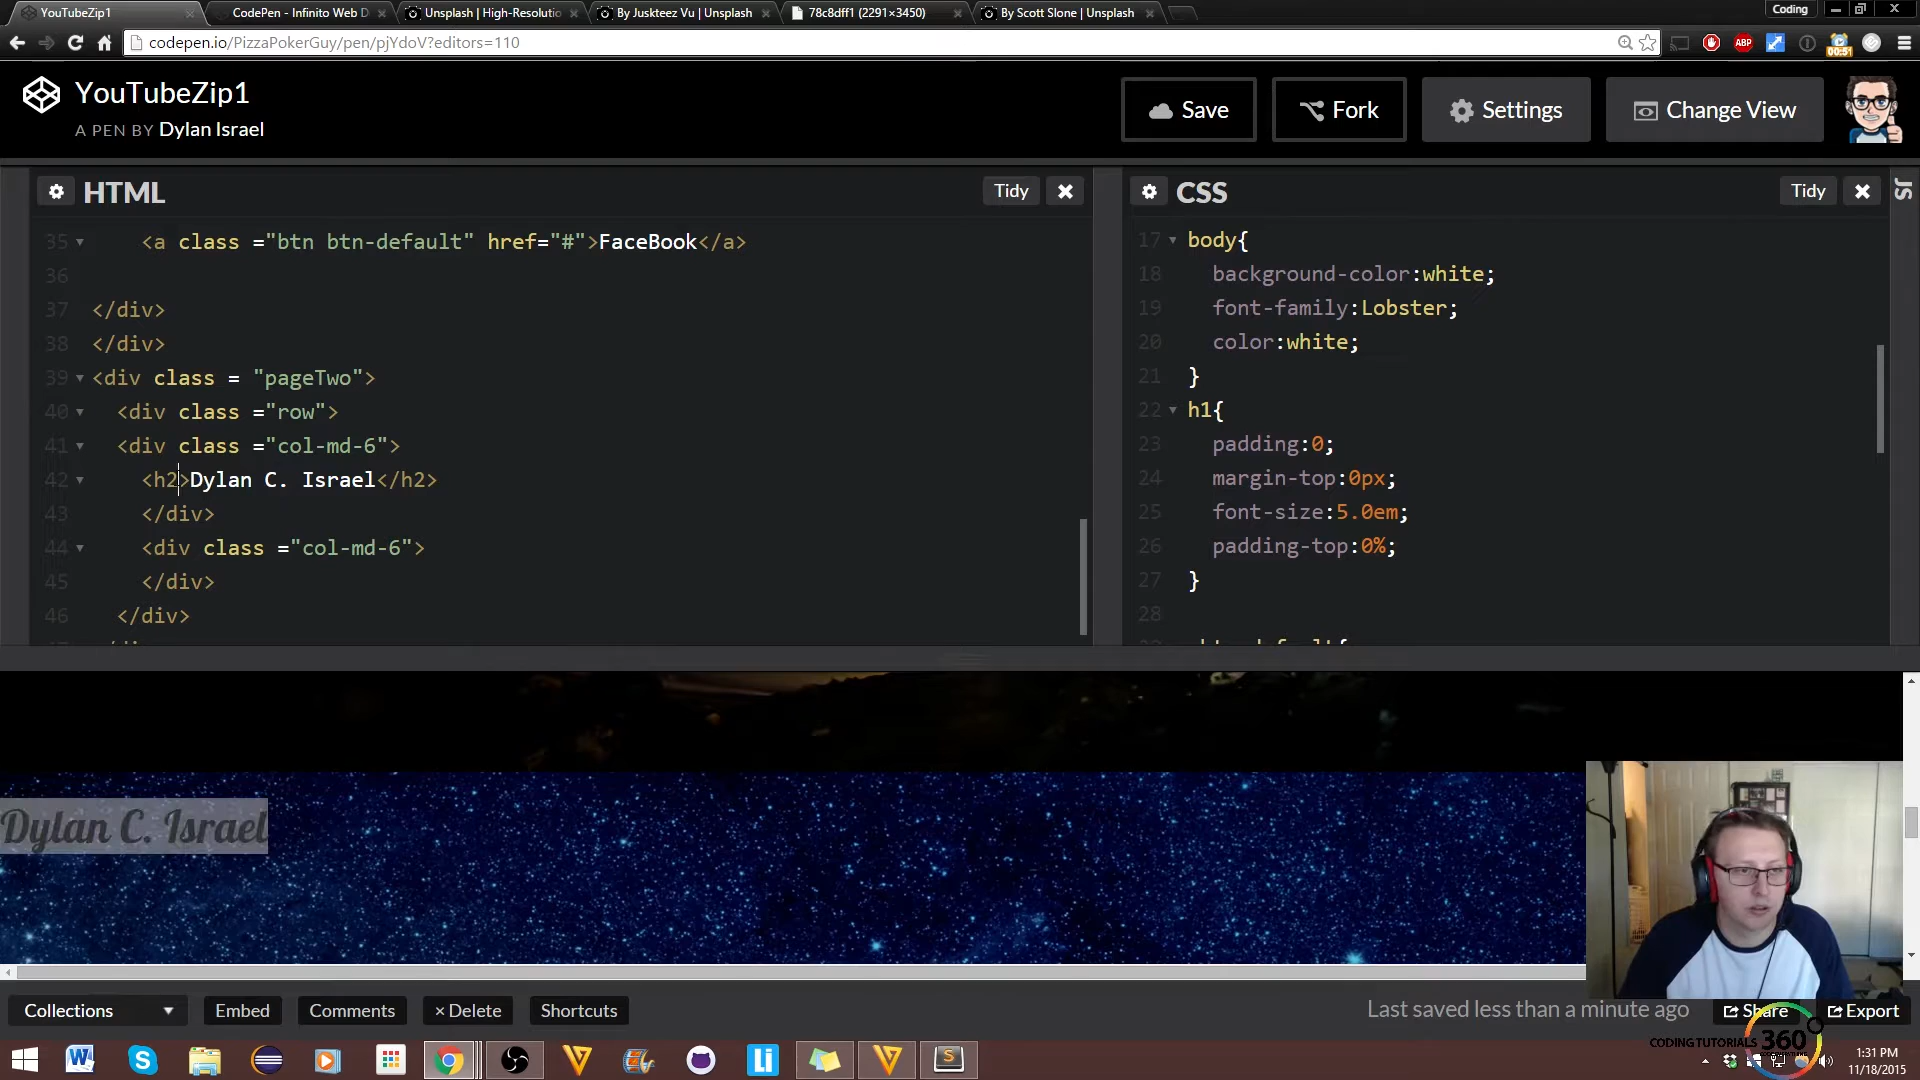 YouTubeZip1
CodePen - Infinito Web D
Unsplash | High-Resolutio
By Juskteez Vu | Unsplash
78c8dff1 (2291×3450)
By Scott Slone | Unsplash
Coding
codepen.io/PizzaPokerGuy/pen/pjYdoV?editors=110
ABP
00:51
YouTubeZip1
A PEN BY Dylan Israel
Save
Fork
Settings
Change View
HTML
Tidy
35 <a class ="btn btn-default" href="#">FaceBook</a>
36
37 </div>
38 </div>
39 <div class = "pageTwo">
40 <div class ="row">
41 <div class ="col-md-6">
42 <h2>Dylan C. Israel</h2>
43 </div>
44 <div class ="col-md-6">
45 </div>
46 </div>
CSS
Tidy
JS
17 body{
18 background-color:white;
19 font-family:Lobster;
20 color:white;
21 }
22 h1{
23 padding:0;
24 margin-top:0px;
25 font-size:5.0em;
26 padding-top:0%;
27 }
28
Dylan C. Israel
Collections
Embed
Comments
× Delete
Shortcuts
Last saved less than a minute ago
Share
Export
CODING TUTORIALS 360
1:31 PM
11/18/2015